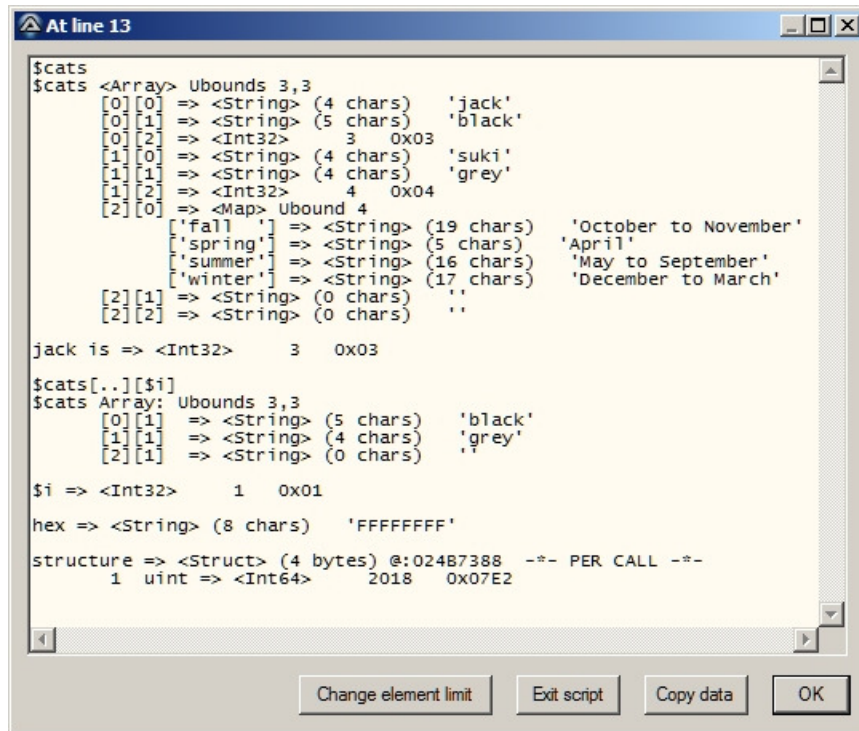 At line 13
$cats
$cats <Array> Ubounds 3,3
[0][0] => <String> (4 chars) 'jack'
[0][1] => <String> (5 chars) 'black'
[0][2] => <Int32> 3 0x03
[1][0] => <String> (4 chars) 'suki'
[1][1] => <String> (4 chars) 'grey'
[1][2] => <Int32> 4 0x04
[2][0] => <Map> Ubound 4
['fall  '] => <String> (19 chars) 'October to November'
['spring'] => <String> (5 chars) 'April'
['summer'] => <String> (16 chars) 'May to September'
['winter'] => <String> (17 chars) 'December to March'
[2][1] => <String> (0 chars) ''
[2][2] => <String> (0 chars) ''
jack is => <Int32> 3 0x03
$cats[..][$i]
$cats Array: Ubounds 3,3
[0][1] => <String> (5 chars) 'black'
[1][1] => <String> (4 chars) 'grey'
[2][1] => <String> (0 chars) ''
$i => <Int32> 1 0x01
hex => <String> (8 chars) 'FFFFFFFF'
structure => <Struct> (4 bytes) @:024B7388 -*- PER CALL -*-
1 uint => <Int64> 2018 0x07E2
Change element limit
Exit script
Copy data
OK